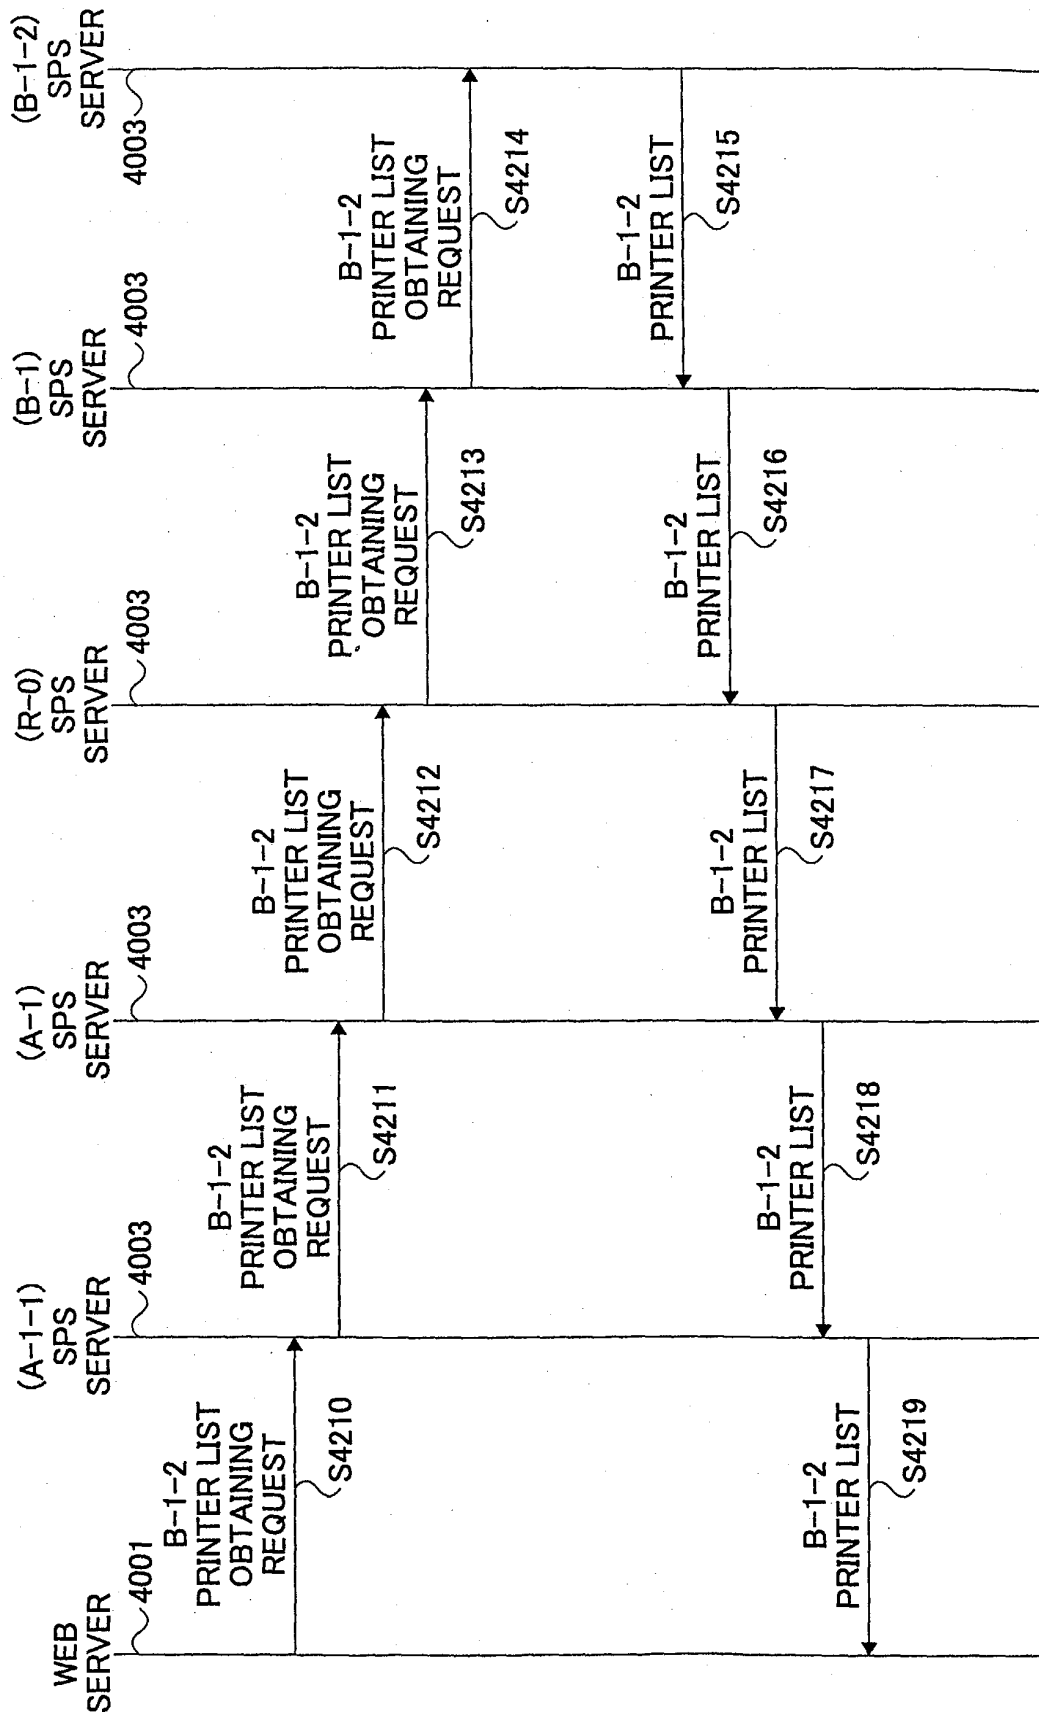 WEB
SERVER
4001
(A-1-1)
SPS
SERVER
4003
(A-1)
SPS
SERVER
4003
(R-0)
SPS
SERVER
4003
(B-1)
SPS
SERVER
4003
(B-1-2)
SPS
SERVER
4003
B-1-2
PRINTER LIST
OBTAINING
REQUEST
S4210
B-1-2
PRINTER LIST
OBTAINING
REQUEST
S4211
B-1-2
PRINTER LIST
OBTAINING
REQUEST
S4212
B-1-2
PRINTER LIST
OBTAINING
REQUEST
S4213
B-1-2
PRINTER LIST
OBTAINING
REQUEST
S4214
B-1-2
PRINTER LIST
S4215
B-1-2
PRINTER LIST
S4216
B-1-2
PRINTER LIST
S4217
B-1-2
PRINTER LIST
S4218
B-1-2
PRINTER LIST
S4219